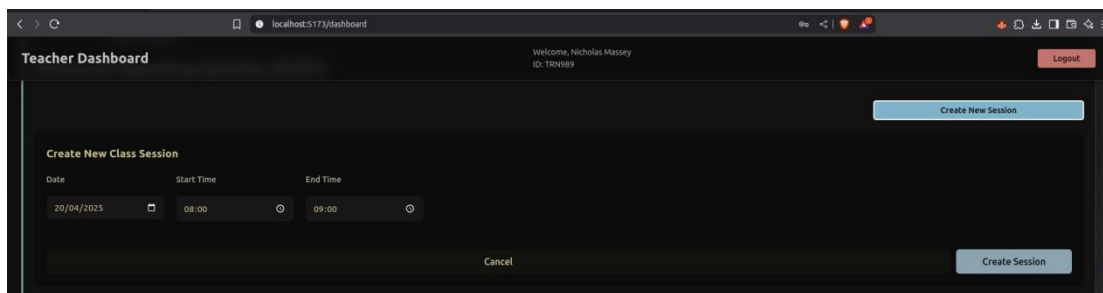 localhost:5173/dashboard
Teacher Dashboard
Welcome, Nicholas Massey
ID: TRN989
Logout
Create New Session
Create New Class Session
Date
Start Time
End Time
20/04/2025
08:00
09:00
Cancel
Create Session